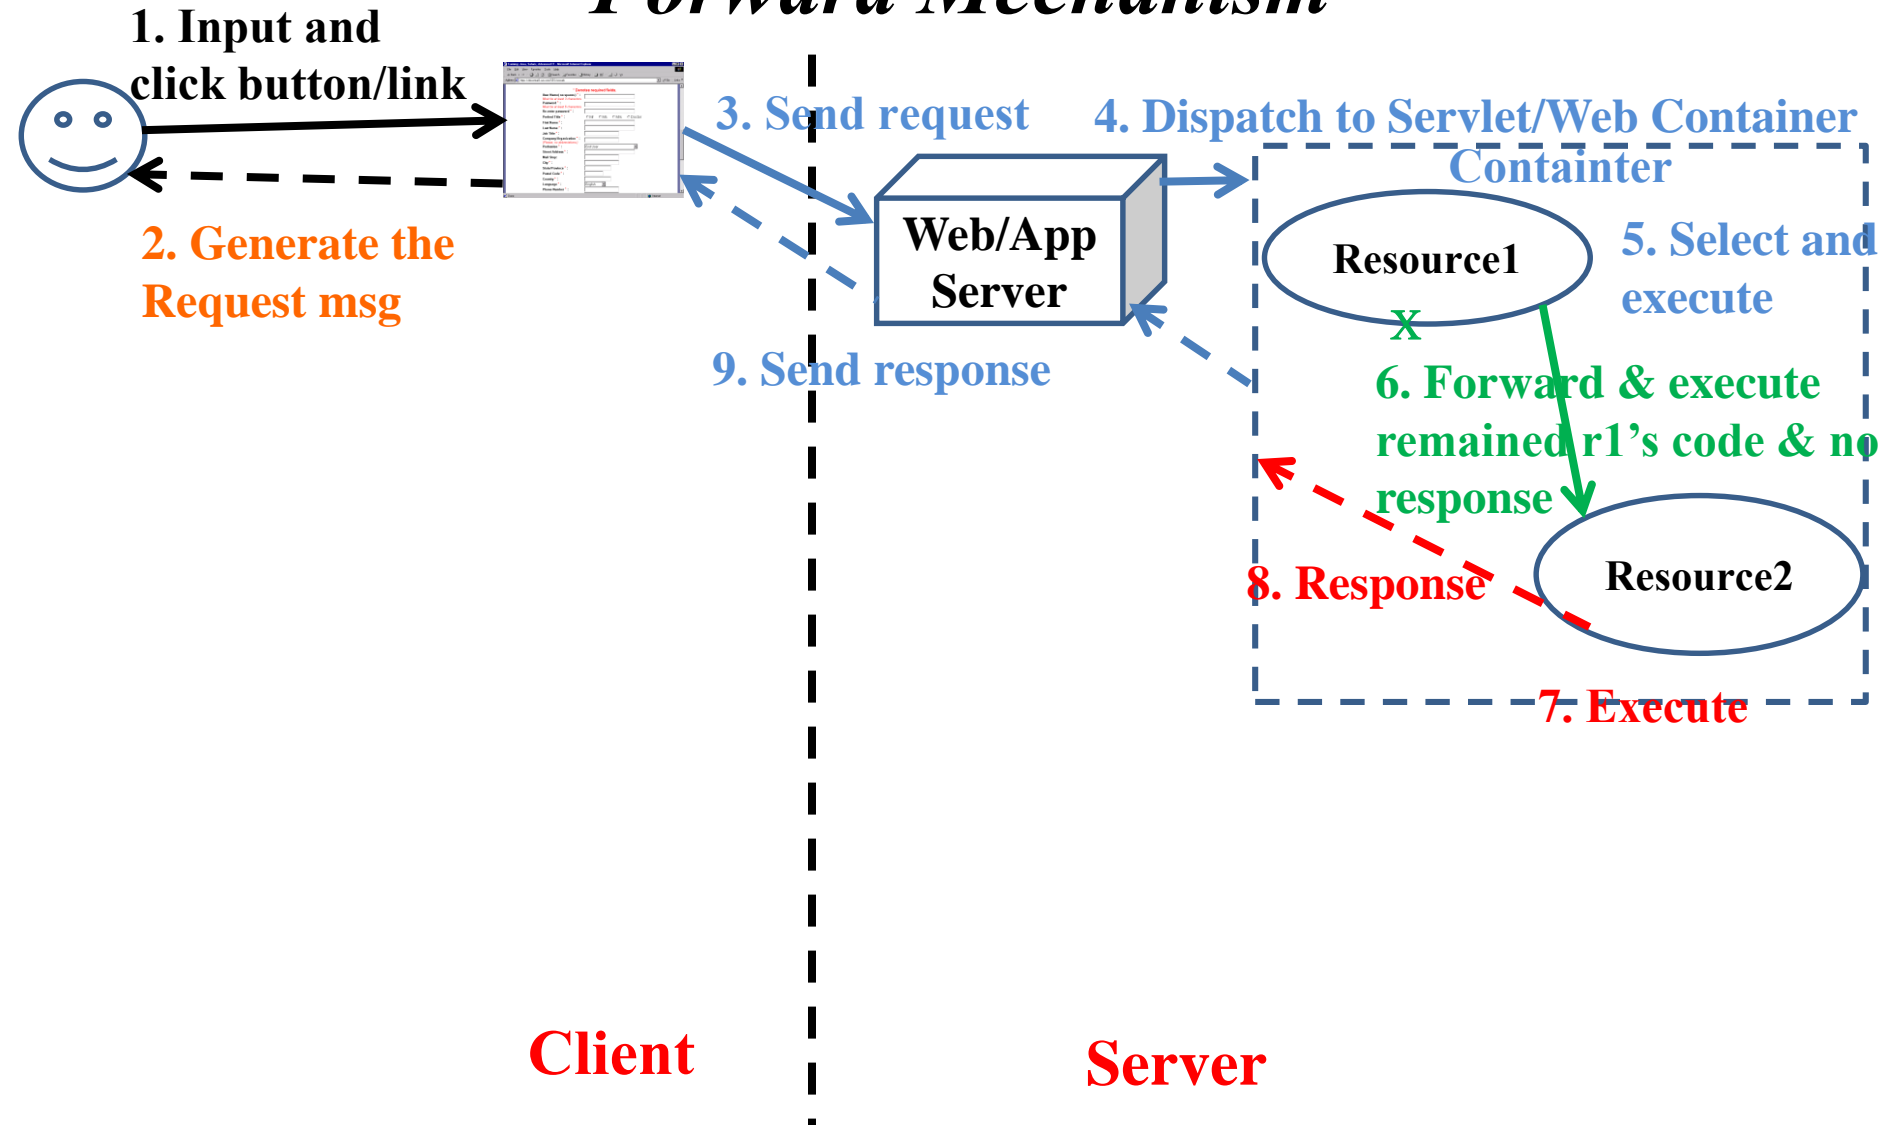 Forward Mechanism
1. Input and
click button/link
3. Send request
4. Dispatch to Servlet/Web Container
Containter
2. Generate the
Request msg
Web/App
Server
Resource1
5. Select and
execute
x
9. Send response
6. Forward & execute
remained r1's code & no
response
8. Response
Resource2
7. Execute
Client
Server